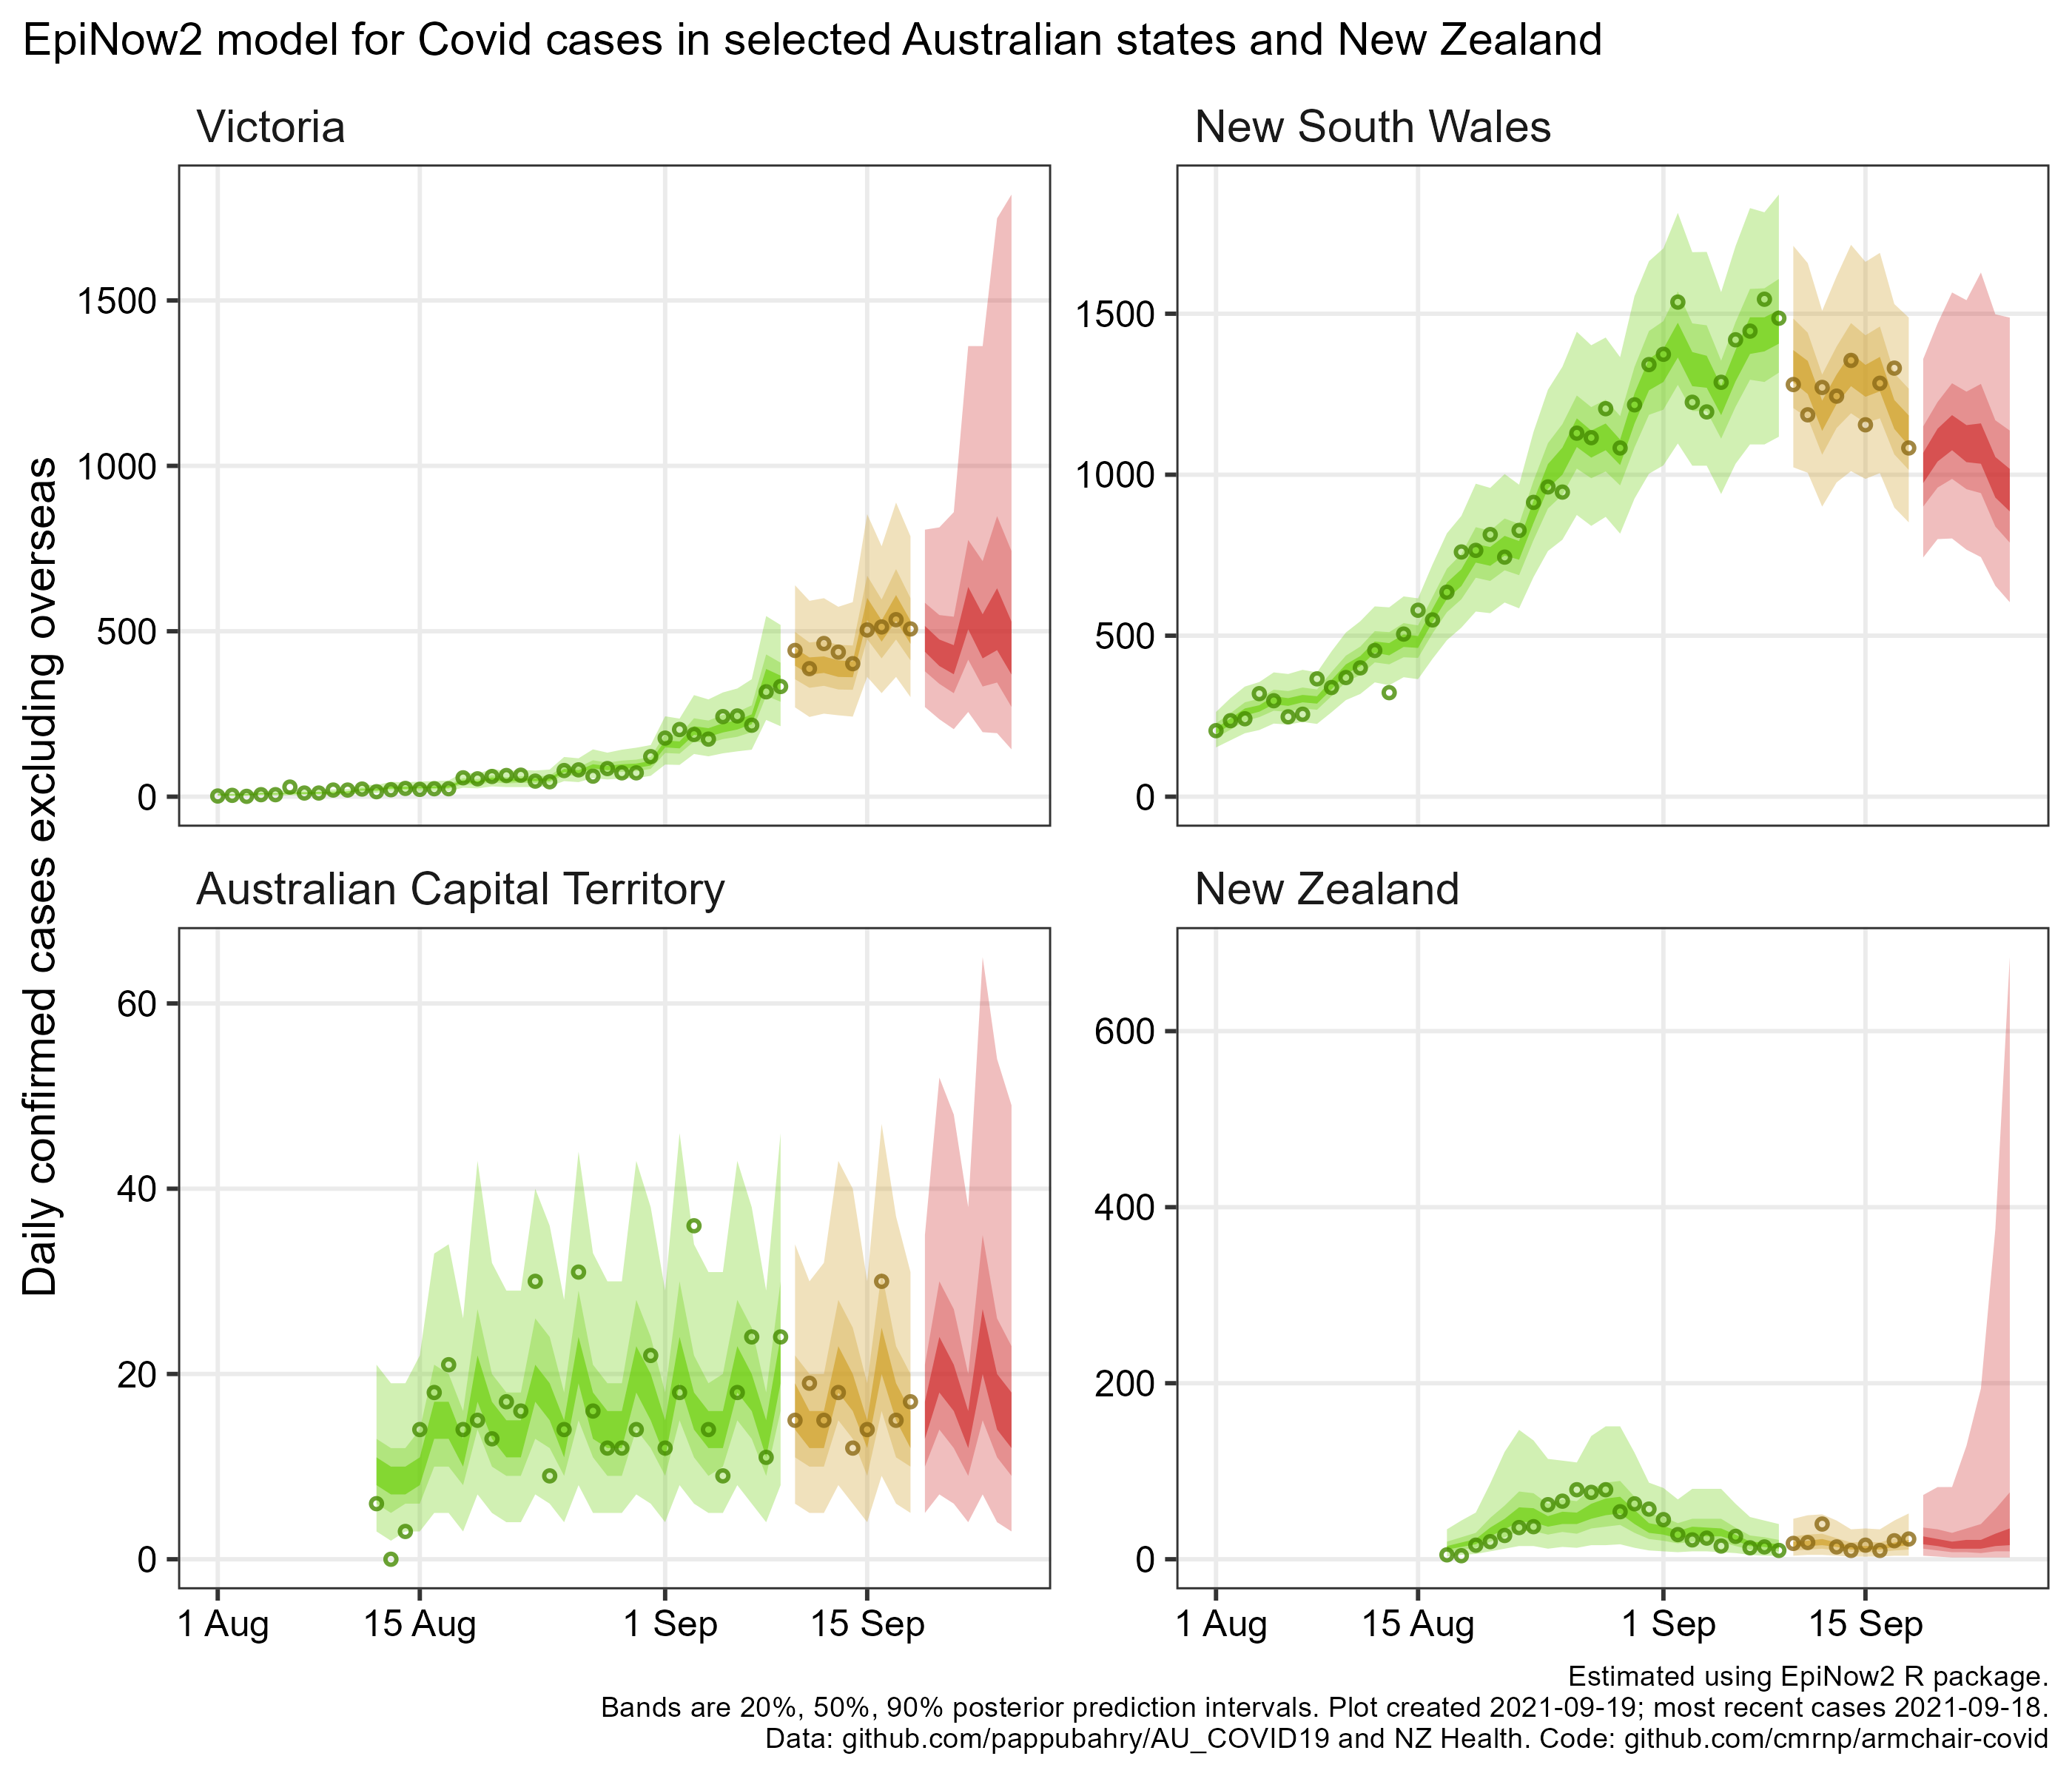 EpiNow2 model for Covid cases in selected Australian states and New Zealand
Daily confirmed cases excluding overseas
Victoria
1500
1000
500
0
New South Wales
1500
1000
500
0
Australian Capital Territory
60
40
20
0
1 Aug 15 Aug 1 Sep 15 Sep
New Zealand
600
400
200
0
1 Aug 15 Aug 1 Sep 15 Sep
Estimated using EpiNow2 R package.
Bands are 20%, 50%, 90% posterior prediction intervals. Plot created 2021-09-19; most recent cases 2021-09-18.
Data: github.com/pappubahry/AU_COVID19 and NZ Health. Code: github.com/cmrnp/armchair-covid